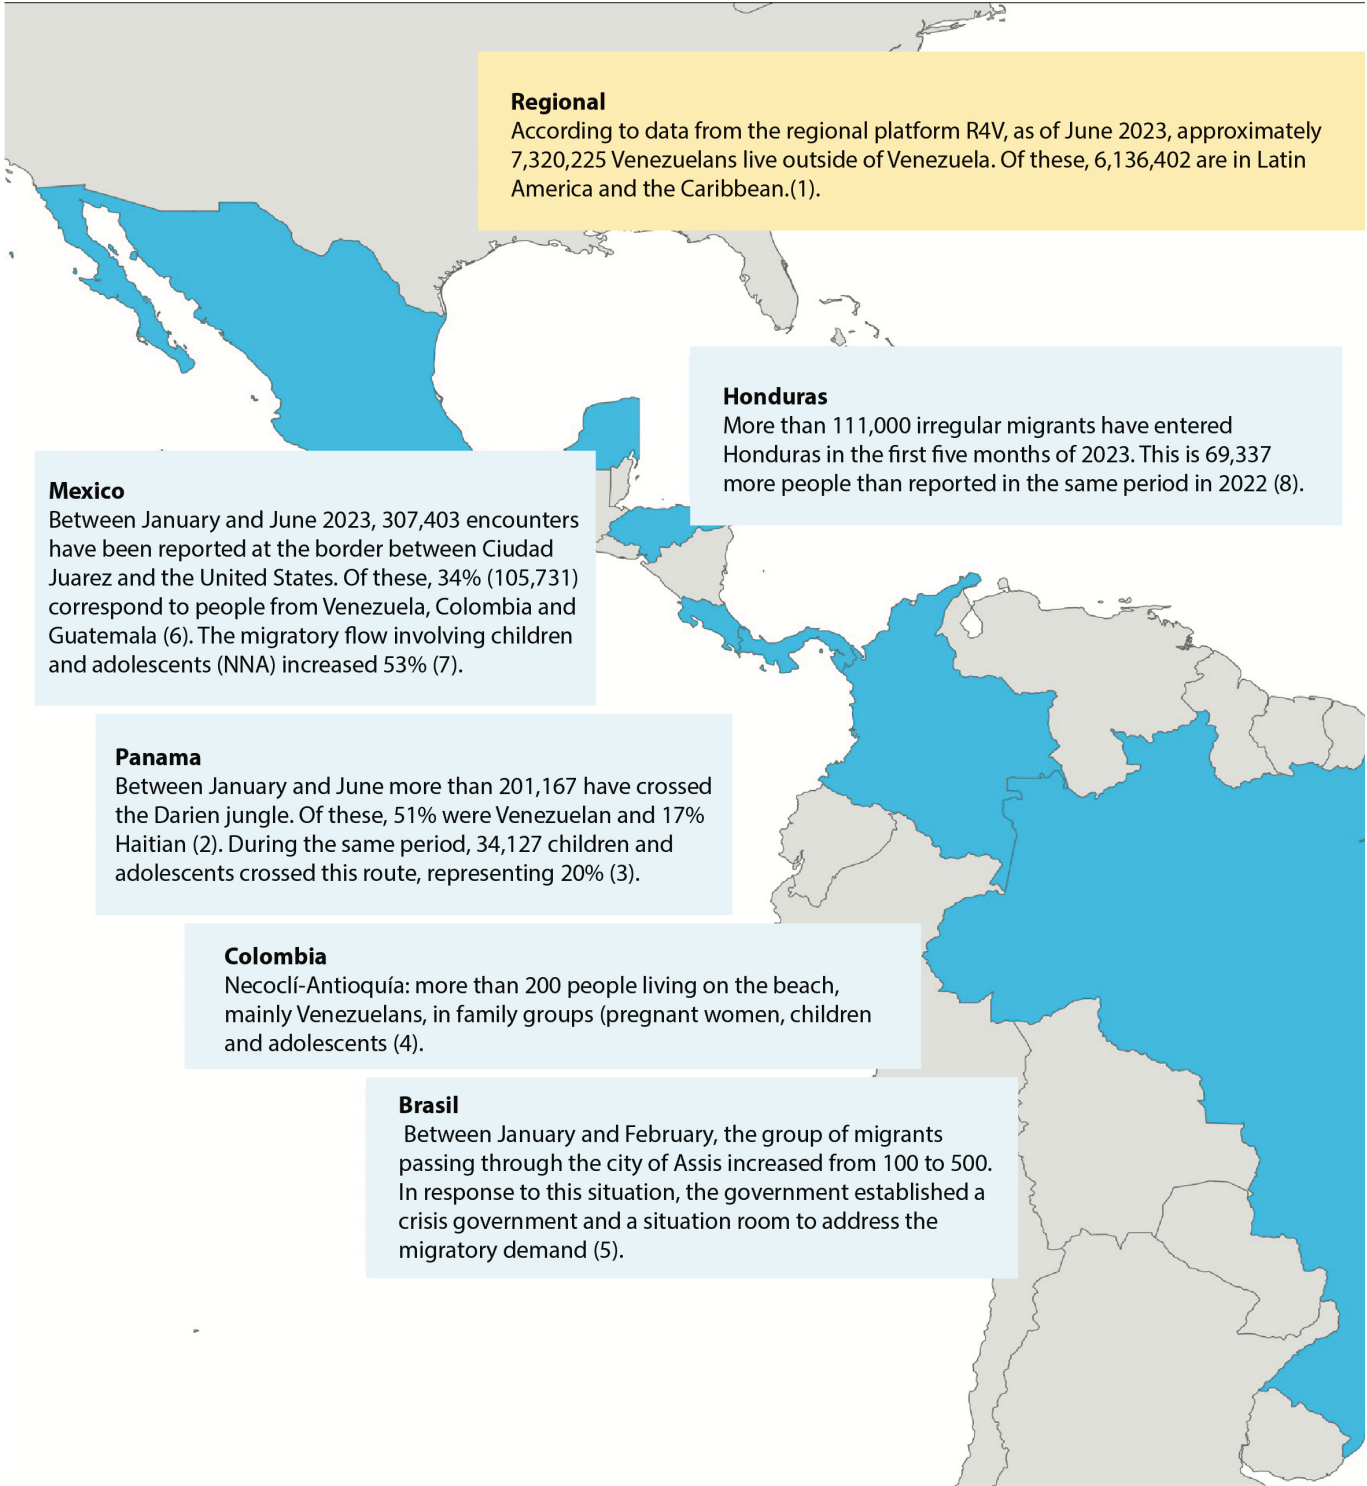 Regional
According to data from the regional platform R4V, as of June 2023, approximately
7,320,225 Venezuelans live outside of Venezuela. Of these, 6,136,402 are in Latin
America and the Caribbean.(1).
Honduras
More than 111,000 irregular migrants have entered
Honduras in the first five months of 2023. This is 69,337
more people than reported in the same period in 2022 (8).
Mexico
Between January and June 2023, 307,403 encounters
have been reported at the border between Ciudad
Juarez and the United States. Of these, 34% (105,731)
correspond to people from Venezuela, Colombia and
Guatemala (6). The migratory flow involving children
and adolescents (NNA) increased 53% (7).
Panama
Between January and June more than 201,167 have crossed
the Darien jungle. Of these, 51% were Venezuelan and 17%
Haitian (2). During the same period, 34,127 children and
adolescents crossed this route, representing 20% (3).
Colombia
Necoclí-Antioquía: more than 200 people living on the beach,
mainly Venezuelans, in family groups (pregnant women, children
and adolescents (4).
Brasil
Between January and February, the group of migrants
passing through the city of Assis increased from 100 to 500.
In response to this situation, the government established a
crisis government and a situation room to address the
migratory demand (5).